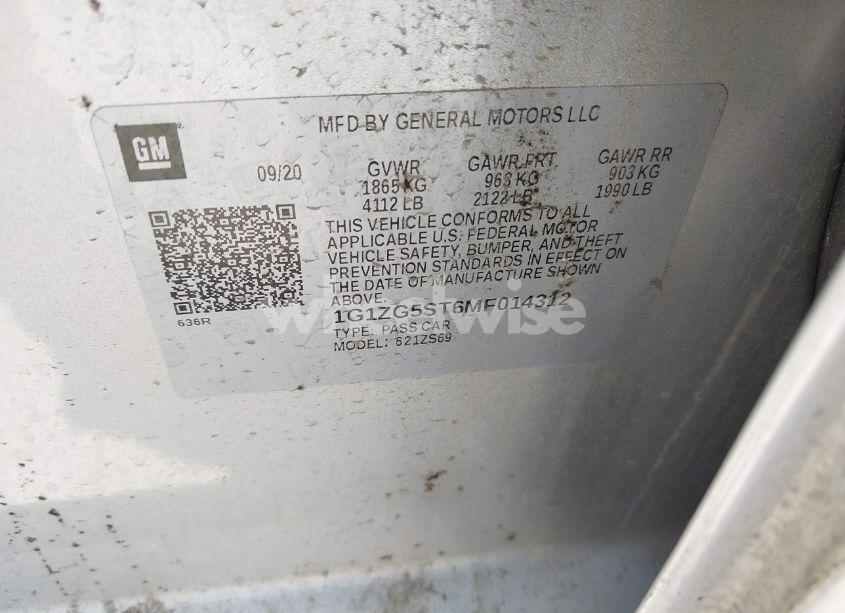 GM
MFD BY GENERAL MOTORS LLC
09/20
GVWR
1865 KG
4112 LB
GAWR FRT
963 KG
2122 LB
GAWR RR
903 KG
1990 LB
THIS VEHICLE CONFORMS TO ALL
APPLICABLE U.S. FEDERAL MOTOR
VEHICLE SAFETY, BUMPER, AND THEFT
PREVENTION STANDARDS IN EFFECT ON
THE DATE OF MANUFACTURE SHOWN
ABOVE.
636R
1G1ZG5ST6MF014312
TYPE: PASS CAR
MODEL: 621ZS69
wheelwise